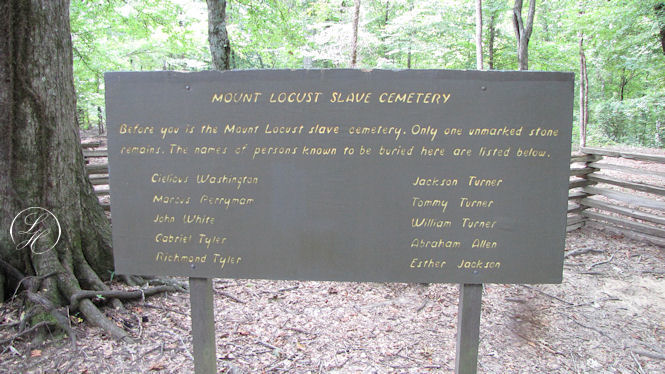 MOUNT LOCUST SLAVE CEMETERY
Before you is the Mount Locust slave cemetery. Only one unmarked stone
remains. The names of persons known to be buried here are listed below.
Cielious Washington
Marcus Perrymam
John White
Gabriel Tyler
Richmond Tyler
Jackson Turner
Tommy Turner
William Turner
Abraham Allen
Esther Jackson